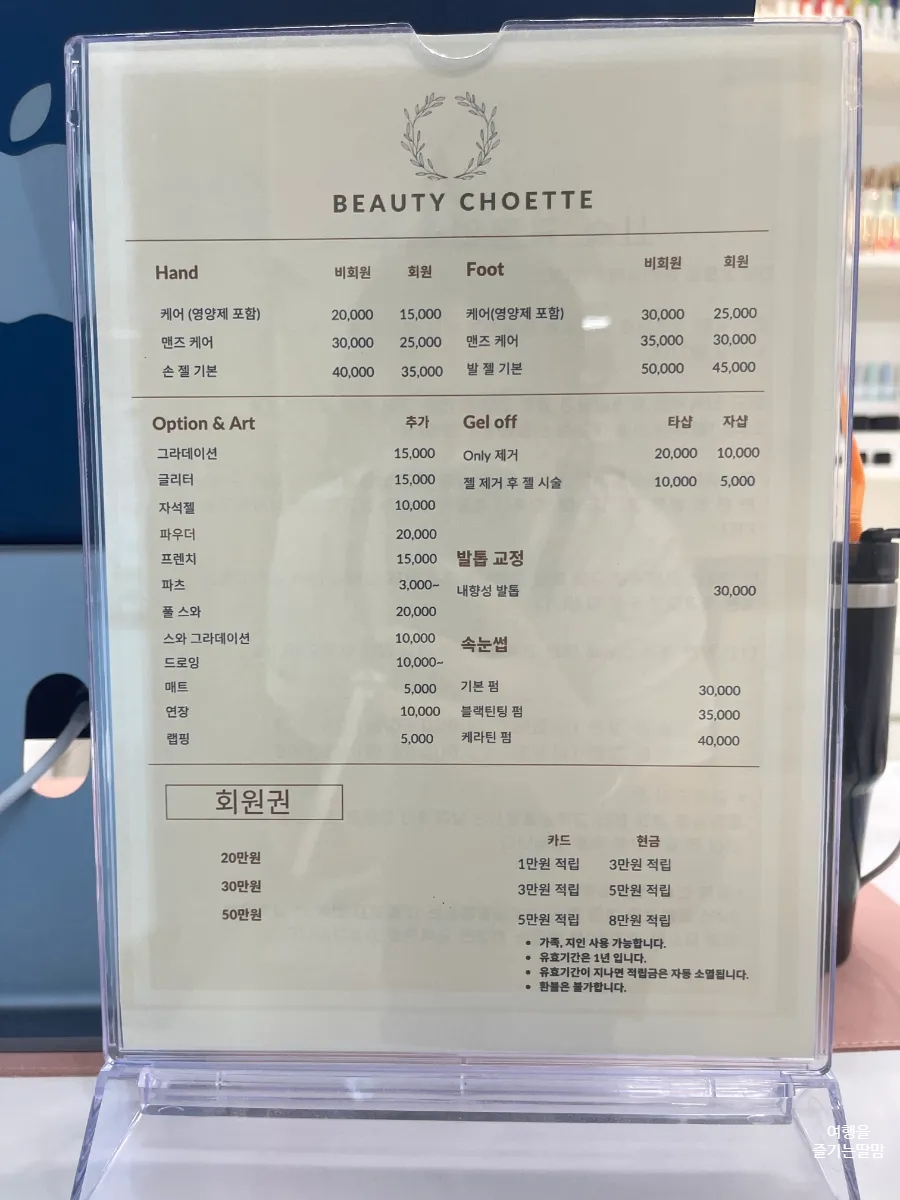 BEAUTY CHOETTE
Hand 비회원 회원
케어 (영양제 포함) 20,000 15,000
맨즈 케어 30,000 25,000
손 젤 기본 40,000 35,000
Foot 비회원 회원
케어(영양제 포함) 30,000 25,000
맨즈 케어 35,000 30,000
발 젤 기본 50,000 45,000
Option & Art 추가
그라데이션 15,000
글리터 15,000
자석젤 10,000
파우더 20,000
프렌치 15,000
파츠 3,000~
풀 스와 20,000
스와 그라데이션 10,000
드로잉 10,000~
매트 5,000
연장 10,000
랩핑 5,000
Gel off 타샵 자샵
Only 제거 20,000 10,000
젤 제거 후 젤 시술 10,000 5,000
발톱 교정
내향성 발톱 30,000
속눈썹
기본 펌 30,000
블랙틴팅 펌 35,000
케라틴 펌 40,000
회원권
카드 현금
20만원 1만원 적립 3만원 적립
30만원 3만원 적립 5만원 적립
50만원 5만원 적립 8만원 적립
• 가족, 지인 사용 가능합니다.
• 유효기간은 1년 입니다.
• 유효기간이 지나면 적립금은 자동 소멸됩니다.
• 환불은 불가합니다.
여행을
즐기는딸맘